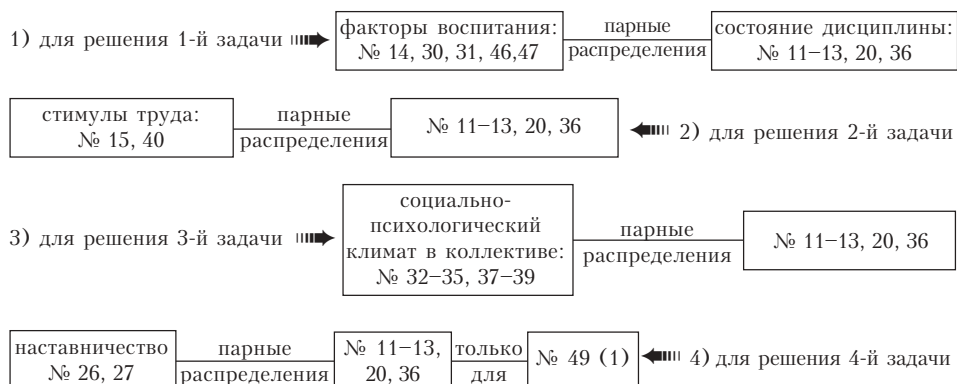 1) для решения 1-й задачи
факторы воспитания:
№ 14, 30, 31, 46,47
парные
распределения
состояние дисциплины:
№ 11–13, 20, 36
стимулы труда:
№ 15, 40
парные
распределения
№ 11–13, 20, 36
2) для решения 2-й задачи
3) для решения 3-й задачи
социально-
психологический
климат в коллективе:
№ 32–35, 37–39
парные
распределения
№ 11–13, 20, 36
наставничество
№ 26, 27
парные
распределения
№ 11–13,
20, 36
только
для
№ 49 (1)
4) для решения 4-й задачи